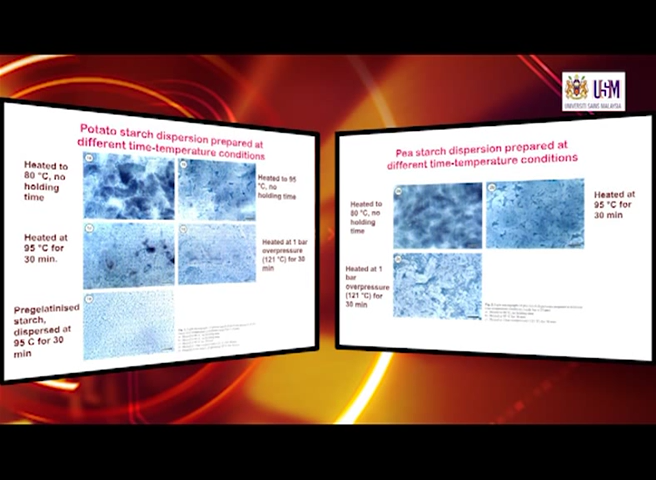 USM
UNIVERSITI SAINS MALAYSIA
Potato starch dispersion prepared at
different time-temperature conditions
Heated to
80 °C, no
holding
time
Heated to 95
°C, no
holding time
Heated at
95 °C for
30 min.
Heated at 1 bar
overpressure
(121 °C) for 30
min
Pregelatinised
starch,
dispersed at
95 C for 30
min
Pea starch dispersion prepared at
different time-temperature conditions
Heated to
80 °C, no
holding
time
Heated at
95 °C for
30 min
Heated at 1
bar
overpressure
(121 °C) for
30 min